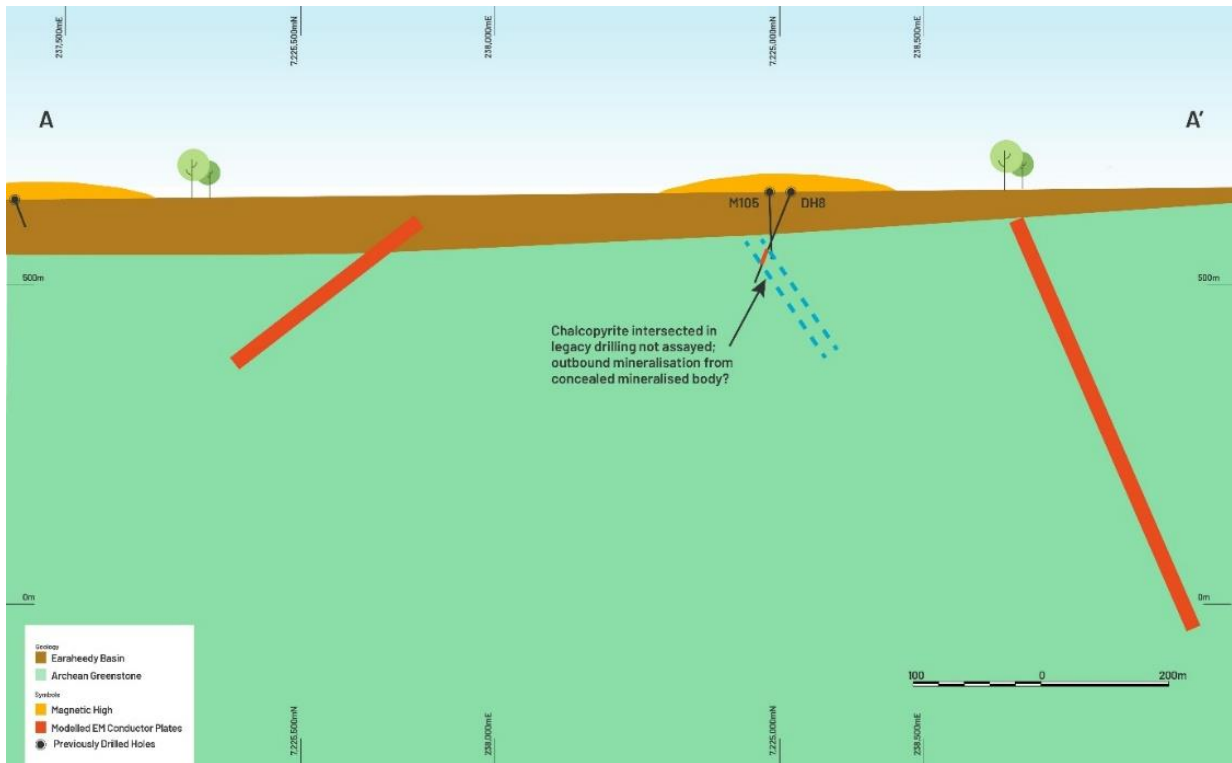 237,500mE
7,225,500mN
238,000mE
7,225,000mN
238,500mE
A
A'
M105
DH8
500m
500m
Chalcopyrite intersected in
legacy drilling not assayed;
outbound mineralisation from
concealed mineralised body?
0m
0m
Geology
Earaheedy Basin
Archean Greenstone
Symbols
Magnetic High
Modelled EM Conductor Plates
Previously Drilled Holes
100
0
200m
7,225,500mN
238,000mE
7,225,000mN
238,500mE